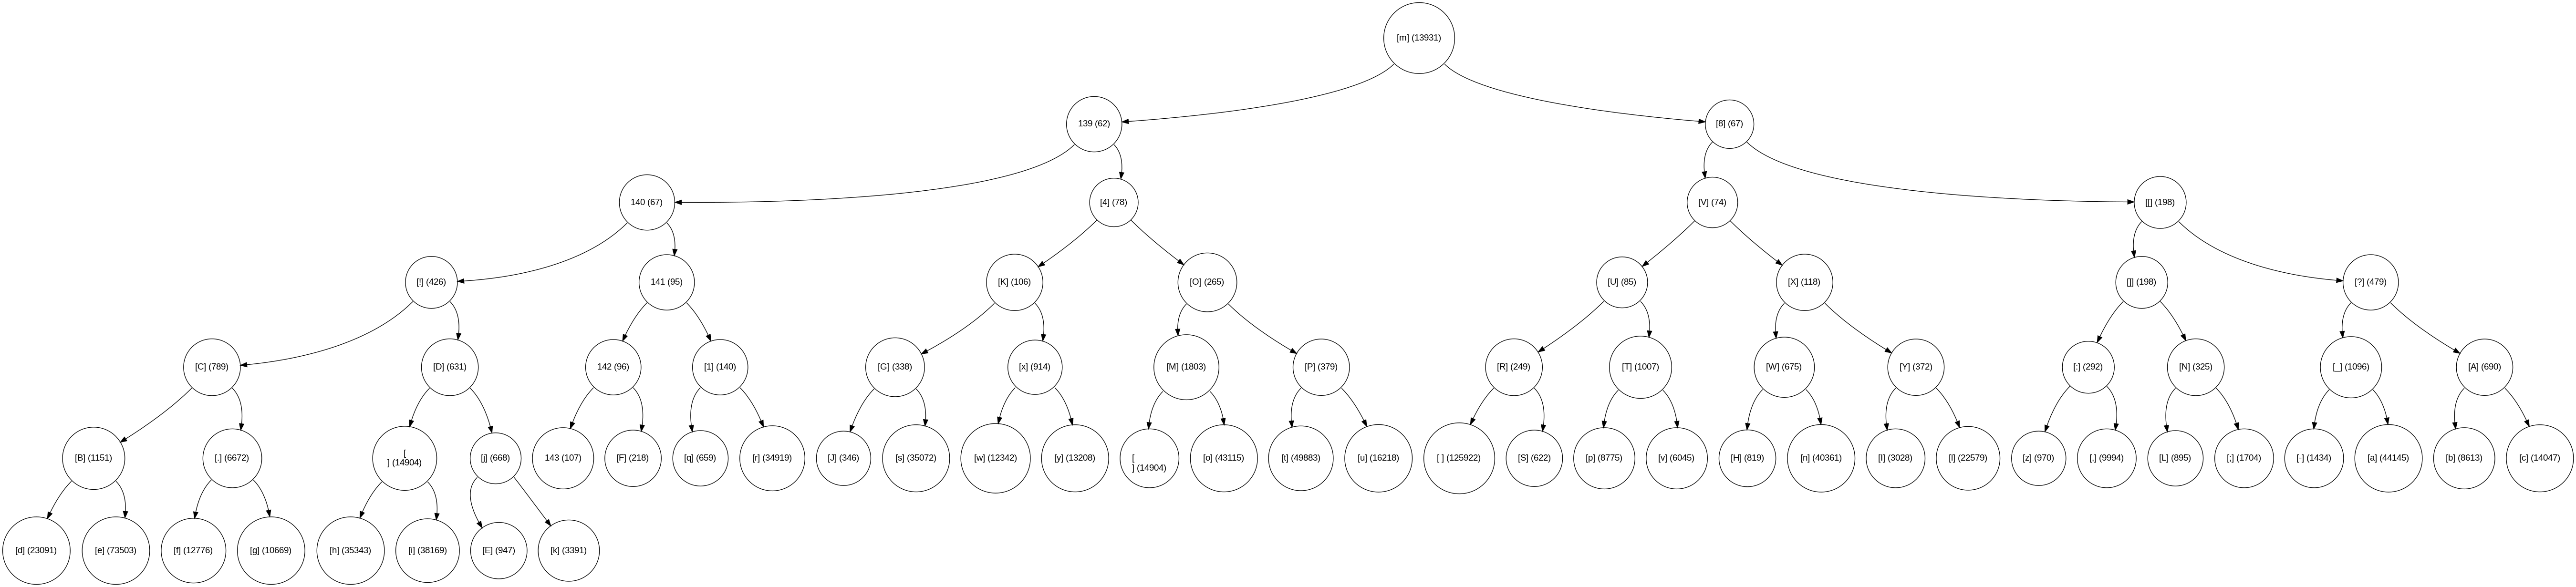 [m] (13931)
139 (62)
[8] (67)
140 (67)
[4] (78)
[V] (74)
[[] (198)
[!] (426)
141 (95)
[K] (106)
[O] (265)
[U] (85)
[X] (118)
[]] (198)
[?] (479)
[C] (789)
[D] (631)
142 (96)
[1] (140)
[G] (338)
[x] (914)
[M] (1803)
[P] (379)
[R] (249)
[T] (1007)
[W] (675)
[Y] (372)
[:] (292)
[N] (325)
[_] (1096)
[A] (690)
[B] (1151)
[.] (6672)
[
] (14904)
[j] (668)
143 (107)
[F] (218)
[q] (659)
[r] (34919)
[J] (346)
[s] (35072)
[w] (12342)
[y] (13208)
[
] (14904)
[o] (43115)
[t] (49883)
[u] (16218)
[ ] (125922)
[S] (622)
[p] (8775)
[v] (6045)
[H] (819)
[n] (40361)
[I] (3028)
[l] (22579)
[z] (970)
[,] (9994)
[L] (895)
[;] (1704)
[-] (1434)
[a] (44145)
[b] (8613)
[c] (14047)
[d] (23091)
[e] (73503)
[f] (12776)
[g] (10669)
[h] (35343)
[i] (38169)
[E] (947)
[k] (3391)